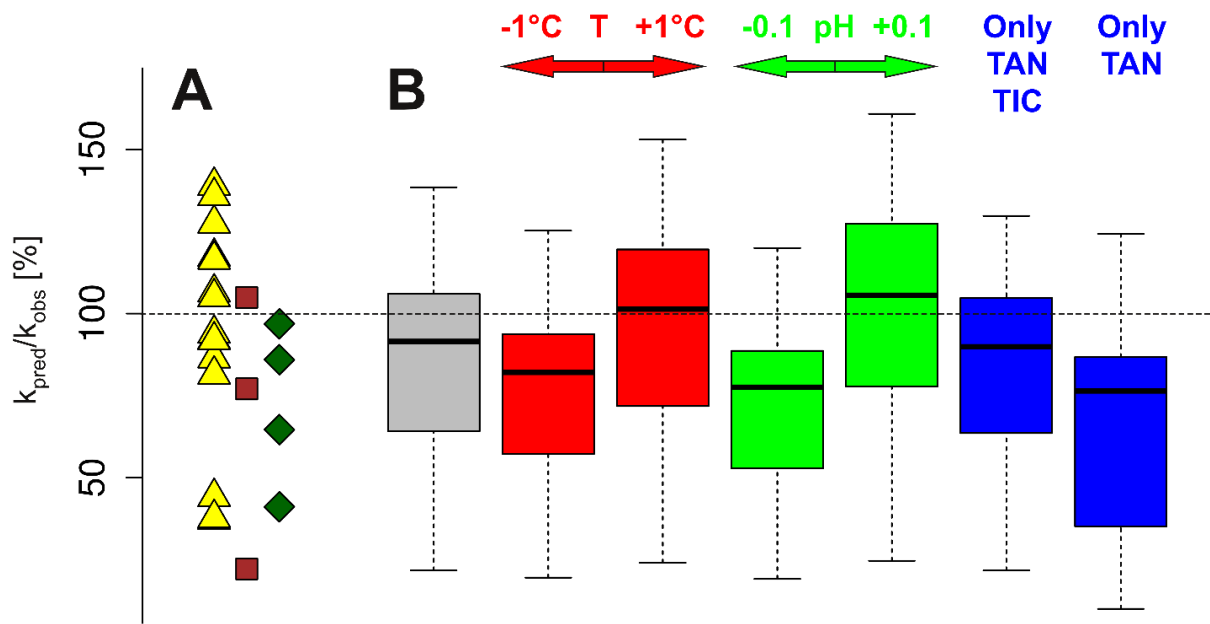 -1°C T +1°C
-0.1 pH +0.1
Only
TAN
TIC
Only
TAN
A
B
150
100
50
kpred/kobs [%]